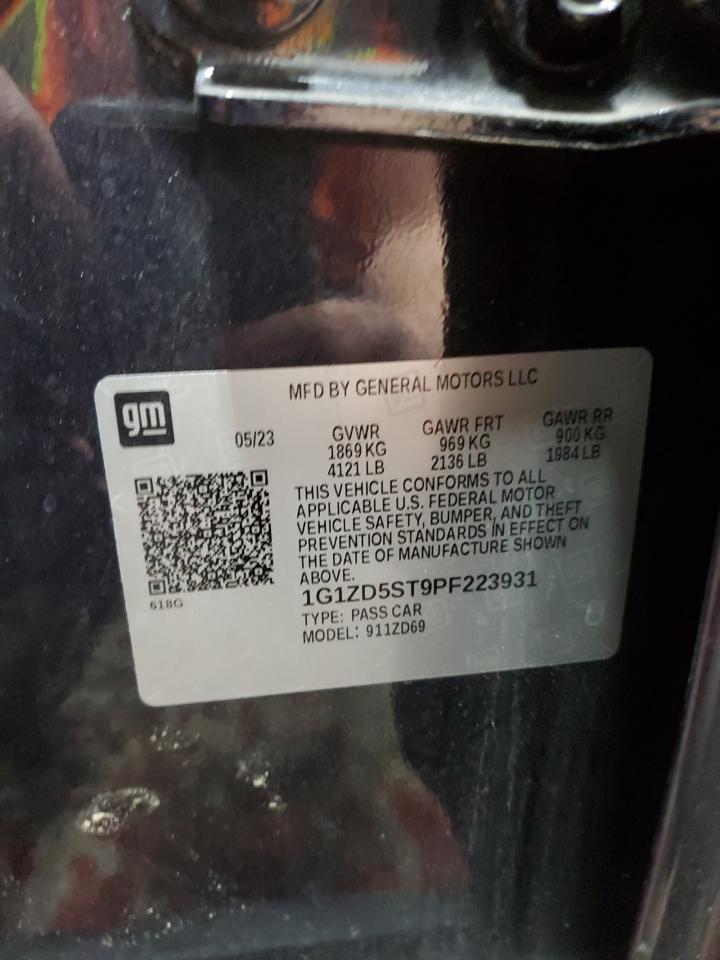 MFD BY GENERAL MOTORS LLC
gm
05/23
GVWR
1869 KG
4121 LB
GAWR FRT
969 KG
2136 LB
GAWR RR
900 KG
1984 LB
THIS VEHICLE CONFORMS TO ALL
APPLICABLE U.S. FEDERAL MOTOR
VEHICLE SAFETY, BUMPER, AND THEFT
PREVENTION STANDARDS IN EFFECT ON
THE DATE OF MANUFACTURE SHOWN
ABOVE.
1G1ZD5ST9PF223931
TYPE: PASS CAR
MODEL: 911ZD69
618G